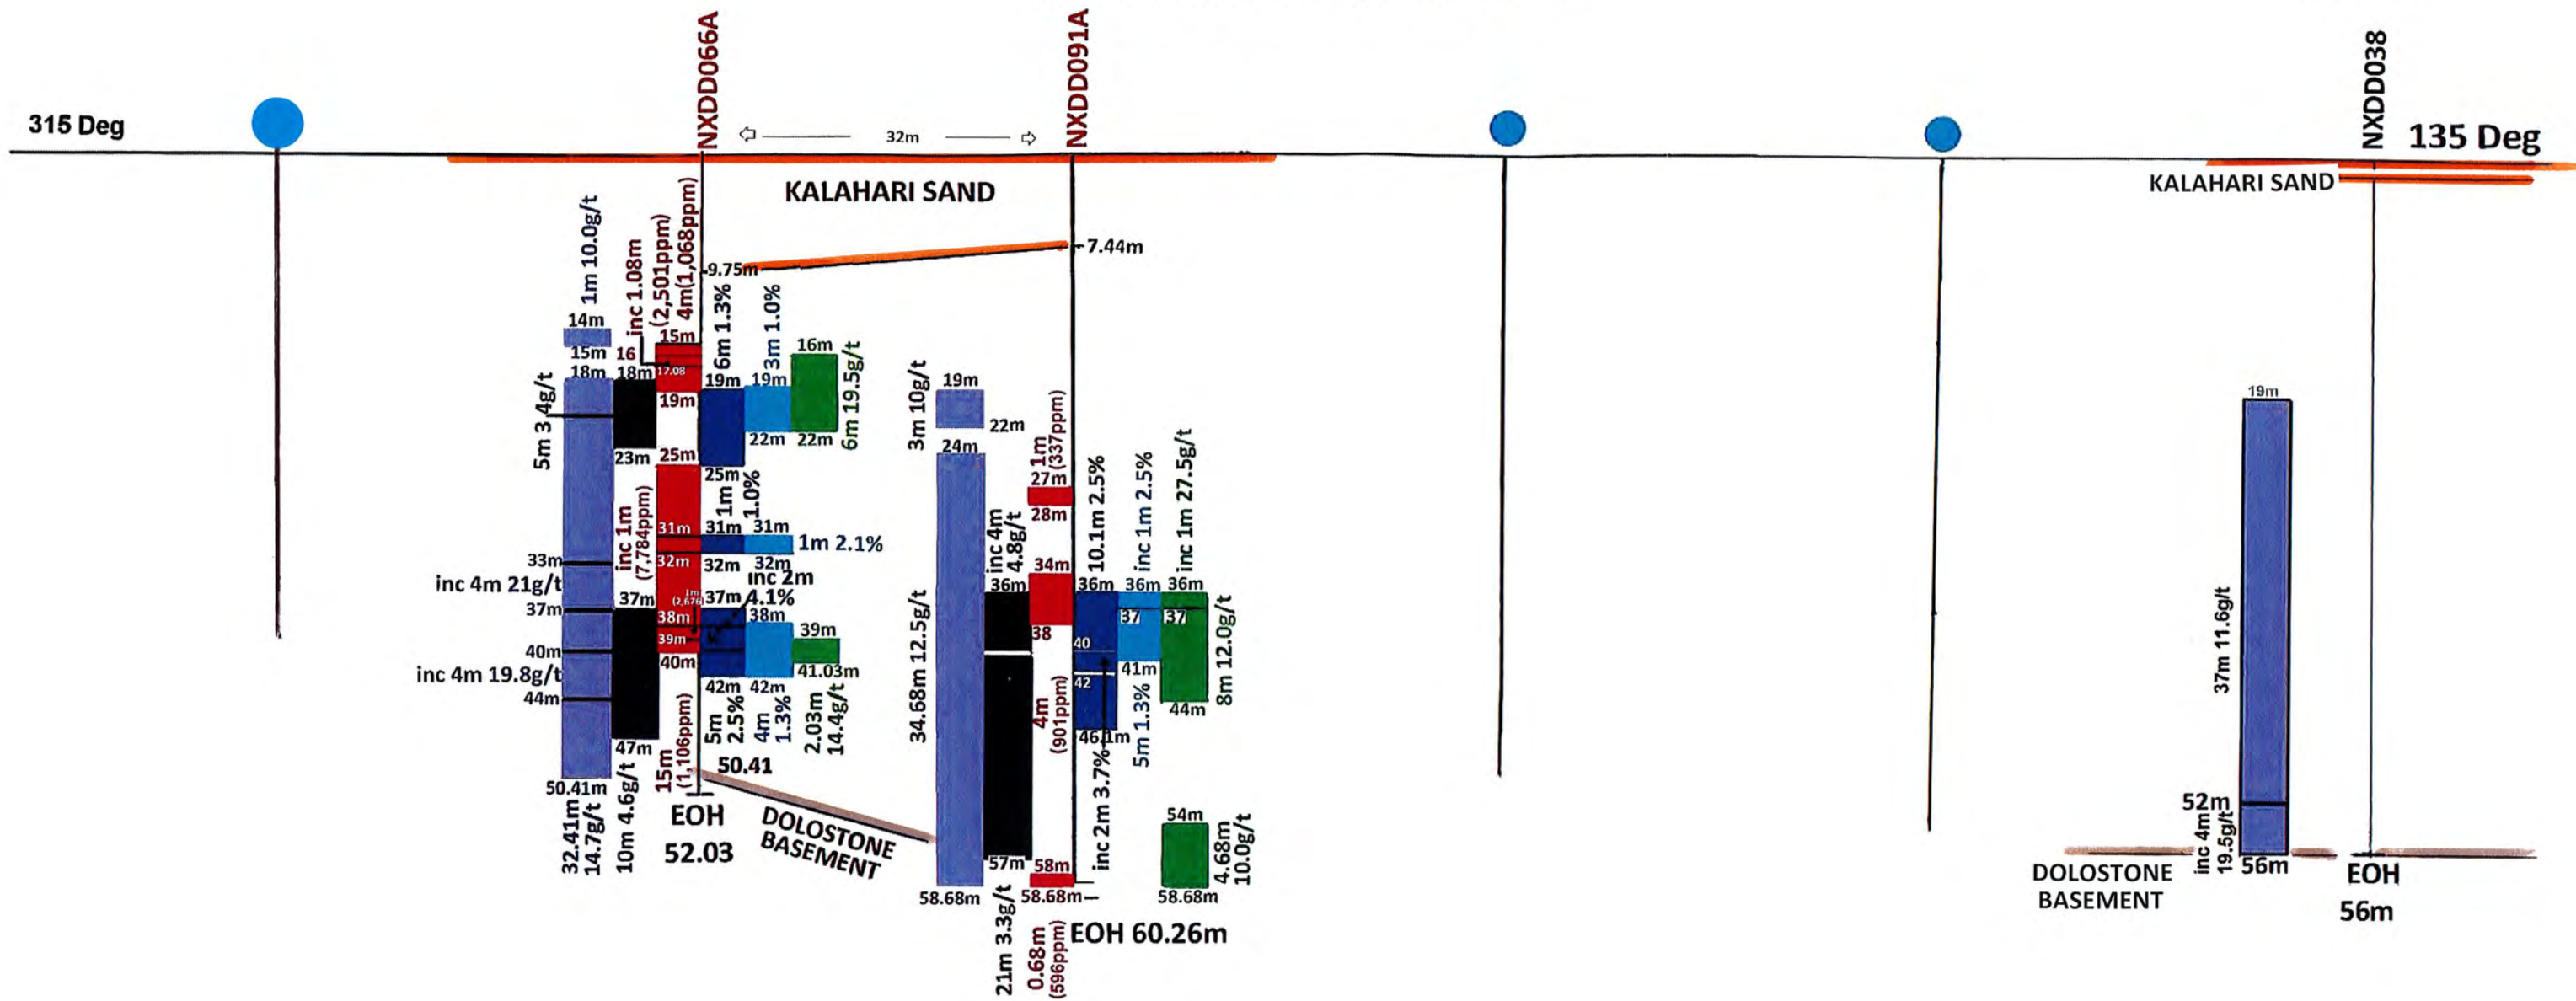 NXDD066A
NXDD091A
NXDD038
315 Deg
32m
135 Deg
KALAHARI SAND
KALAHARI SAND
7.44m
9.75m
1m 10.0g/t
inc 1.08m
(2,501ppm)
4m(1,068ppm)
6m 1.3%
3m 1.0%
14m
15m
15m
16
17.08
18m
18m
19m
19m
19m
16m
22m
22m
6m 19.5g/t
5m 3.4g/t
23m
25m
25m
1m
1.0%
inc 1m
(7,784ppm)
31m
31m
31m
1m 2.1%
32m
32m
32m
33m
inc 4m 21g/t
37m
37m
1m
(2,676)
37m
inc 2m
4.1%
38m
38m
39m
39m
40m
40m
41.03m
inc 4m 19.8g/t
44m
42m
42m
47m
50.41m
32.41m
14.7g/t
10m 4.6g/t
15m
(1,106ppm)
5m
2.5%
4m
1.3%
2.03m
14.4g/t
50.41
EOH
52.03
DOLOSTONE
BASEMENT
3m 10g/t
19m
22m
24m
34.68m 12.5g/t
58.68m
inc 4m
4.8g/t
36m
57m
21m 3.3g/t
1m
(337ppm)
27m
28m
34m
38
4m
(901ppm)
58m
58.68m
0.68m
(596ppm)
10.1m 2.5%
36m
40
42
46.1m
inc 2m 3.7%
inc 1m 2.5%
36m
37
41m
5m 1.3%
inc 1m 27.5g/t
36m
37
44m
8m 12.0g/t
54m
58.68m
4.68m
10.0g/t
EOH 60.26m
19m
37m 11.6g/t
52m
inc 4m
19.5g/t
56m
DOLOSTONE
BASEMENT
EOH
56m